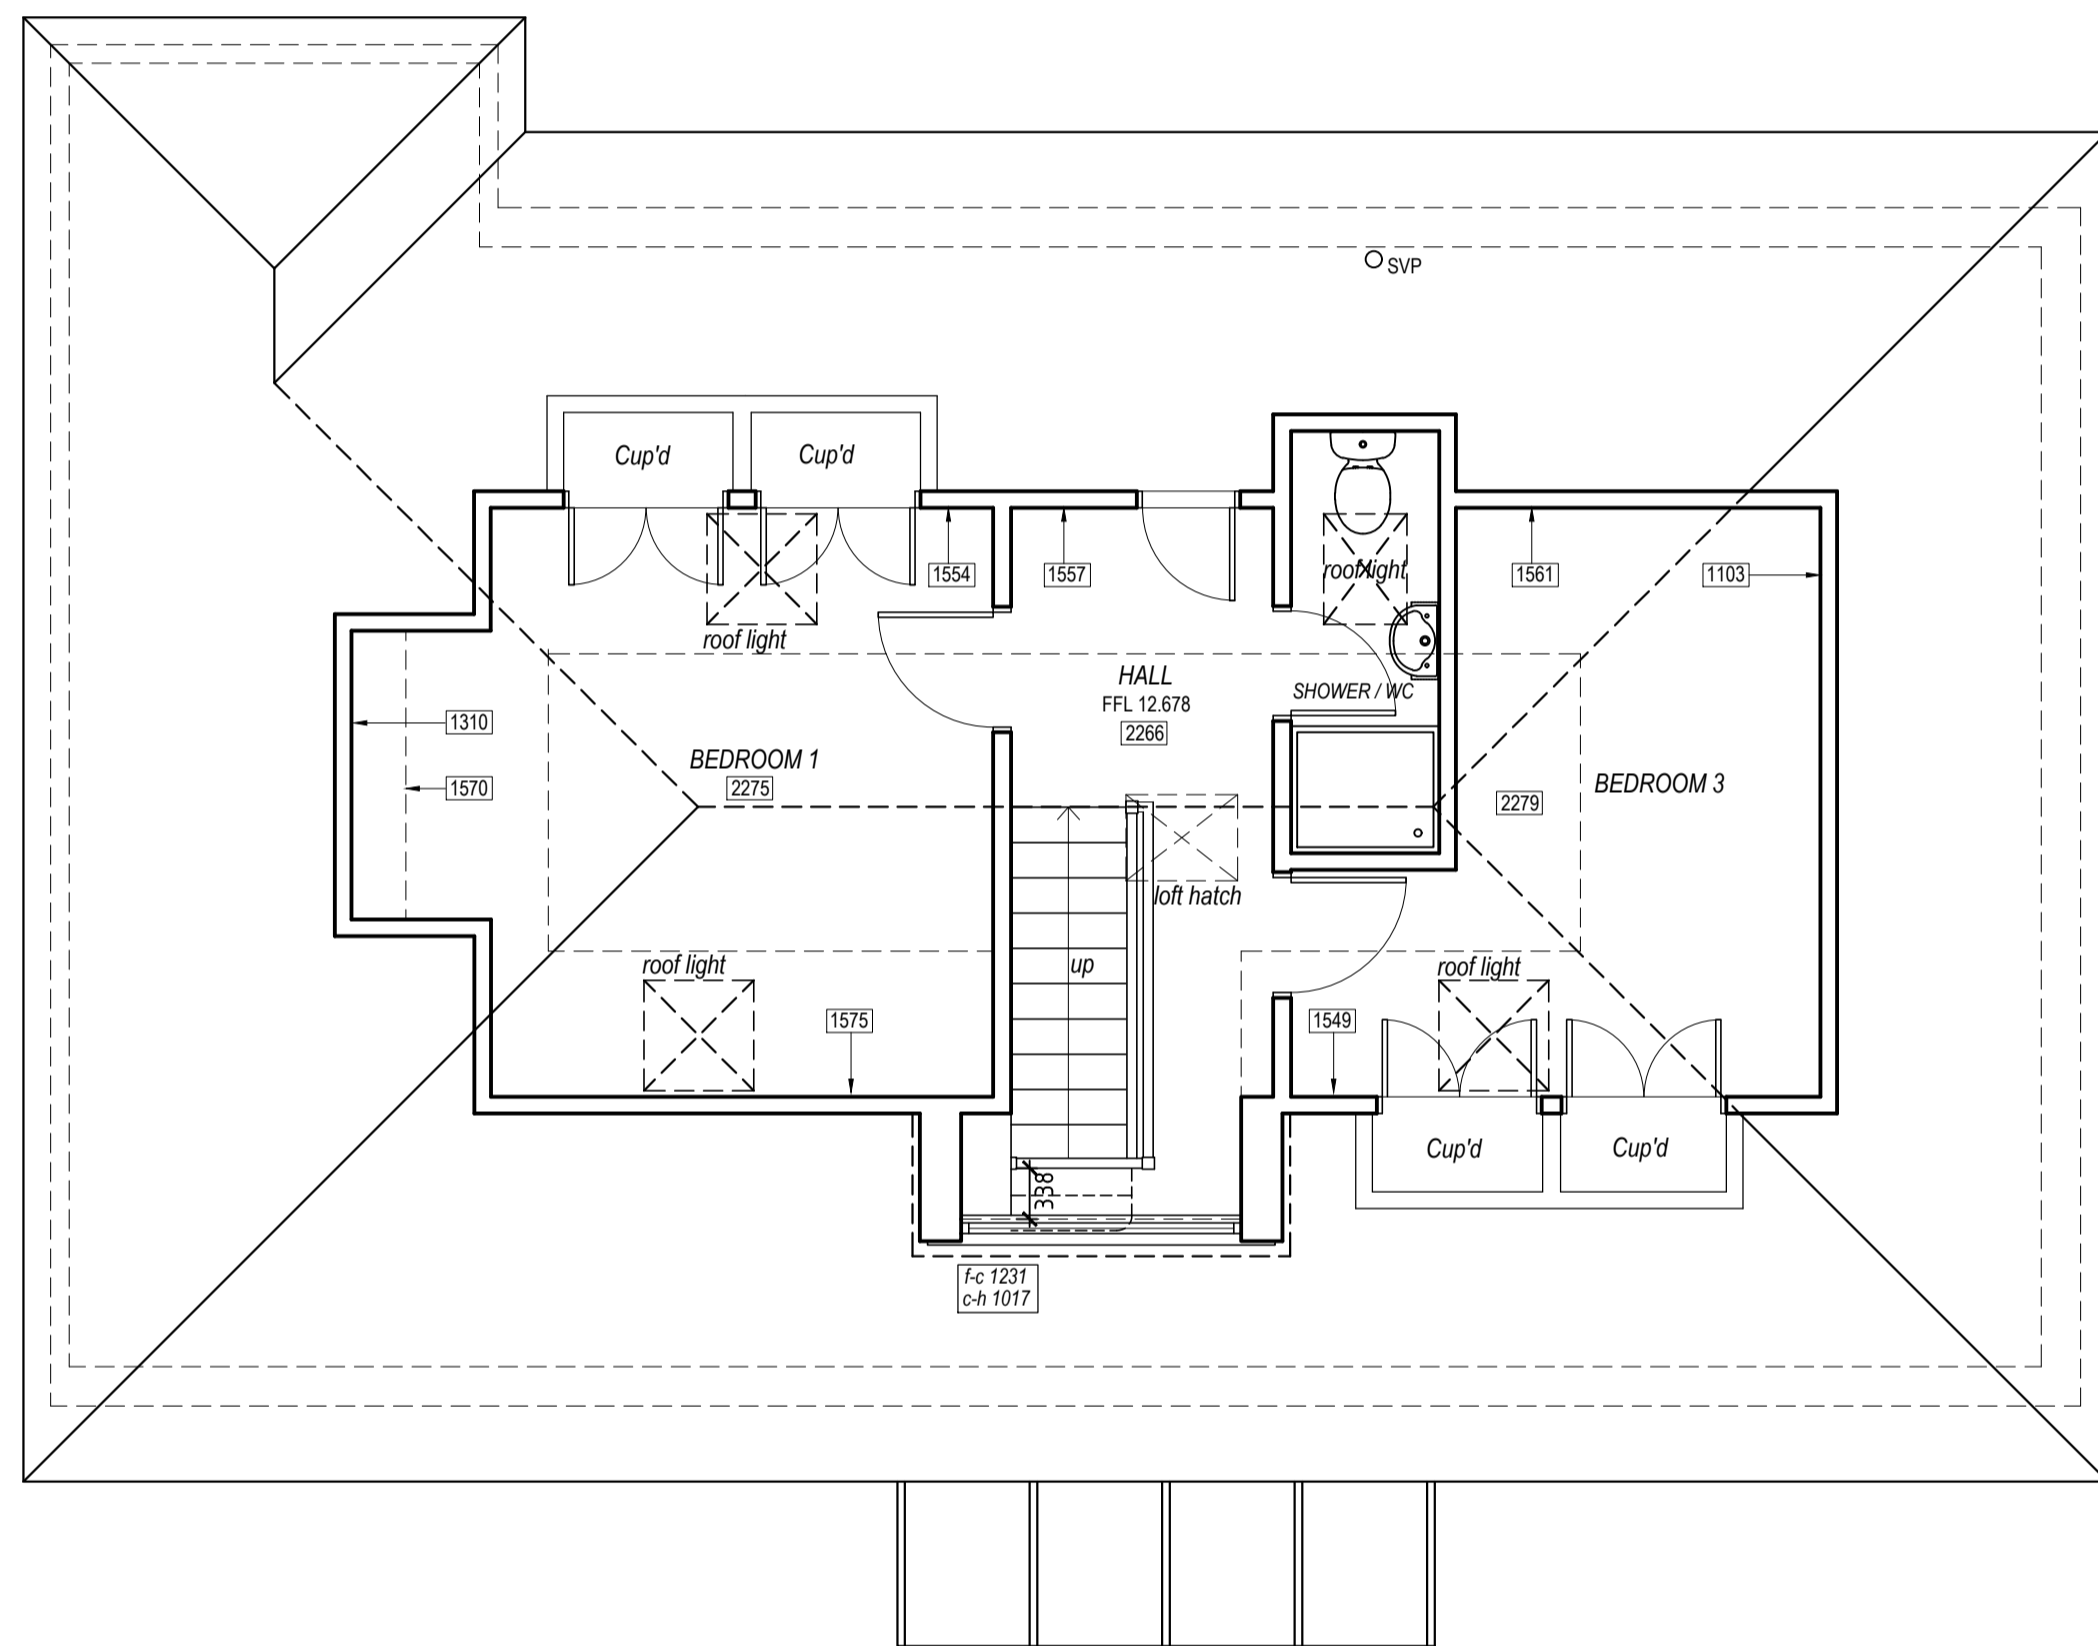 SVP
Cup'd
Cup'd
1554
1557
roof light
1561
1103
roof light
HALL
FFL 12.678
2266
SHOWER / WC
1310
1570
BEDROOM 1
2275
BEDROOM 3
2279
loft hatch
up
roof light
roof light
1575
1549
Cup'd
Cup'd
338
f-c 1231
c-h 1017